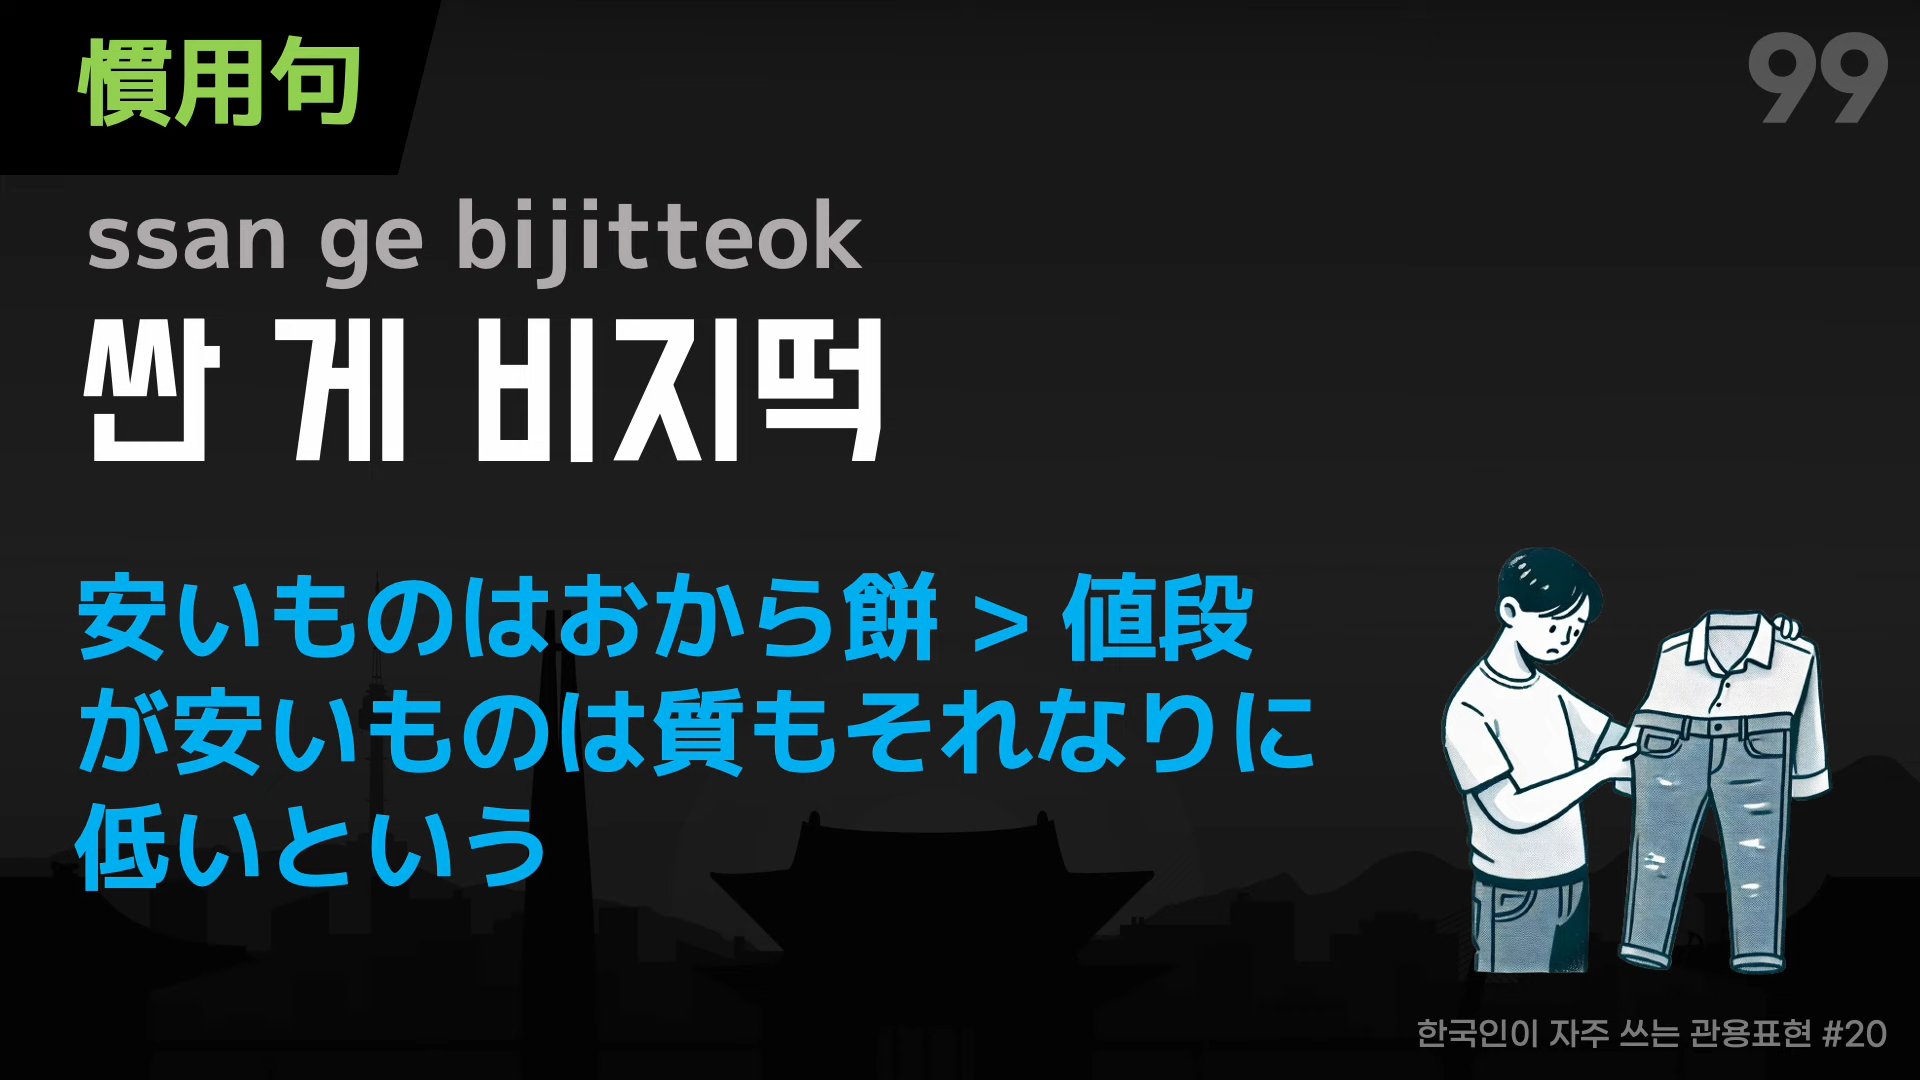 慣用句
99
ssan ge bijitteok
싼 게 비지떡
安いものはおから餅 > 値段
が安いものは質もそれなりに
低いという
한국인이 자주 쓰는 관용표현 #20